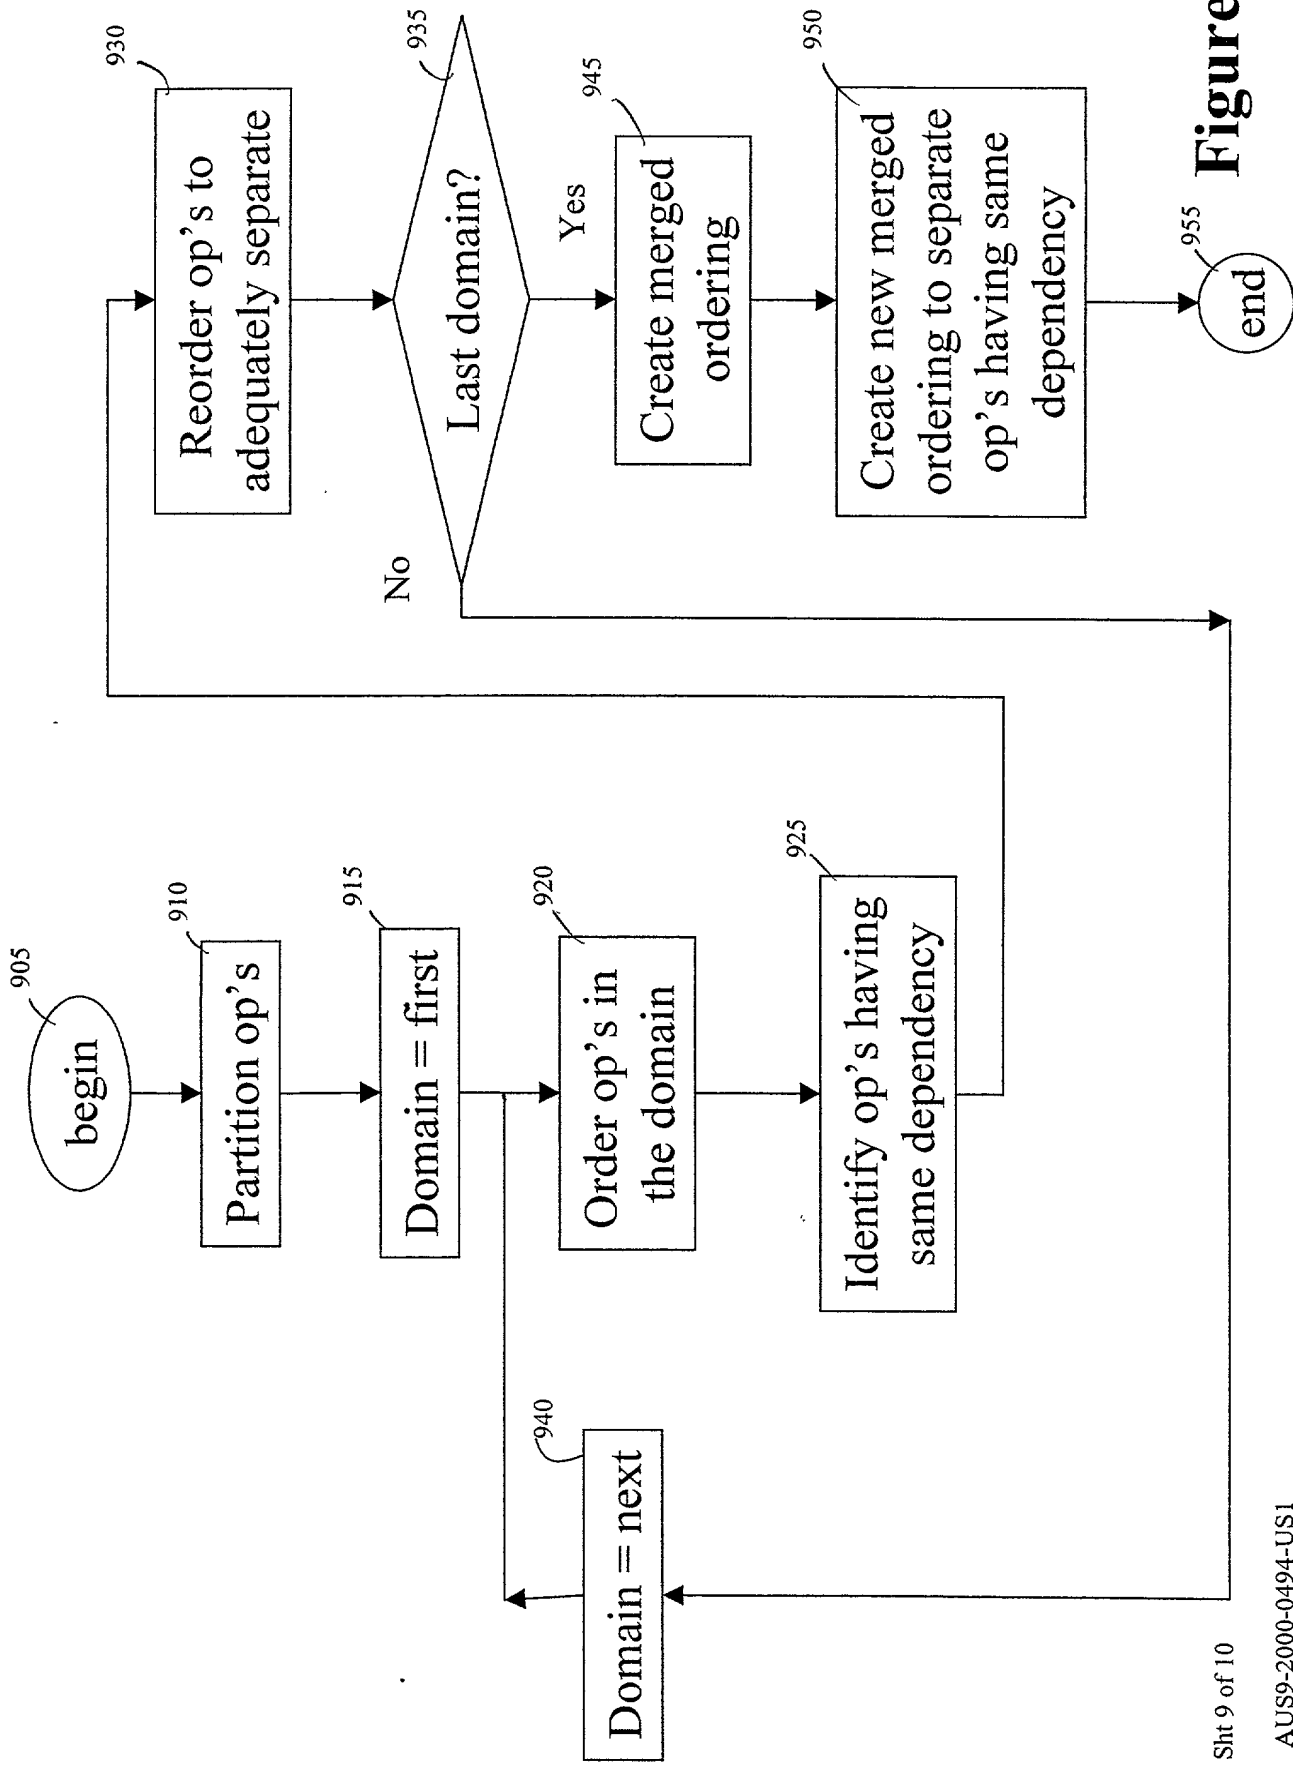 905
begin
910
Partition op's
915
Domain = first
920
Order op's in
the domain
925
Identify op's having
same dependency
940
Domain = next
930
Reorder op's to
adequately separate
935
Last domain?
No
Yes
945
Create merged
ordering
950
Create new merged
ordering to separate
op's having same
dependency
955
end
Figure
Sht 9 of 10
AUS9-2000-0494-US1